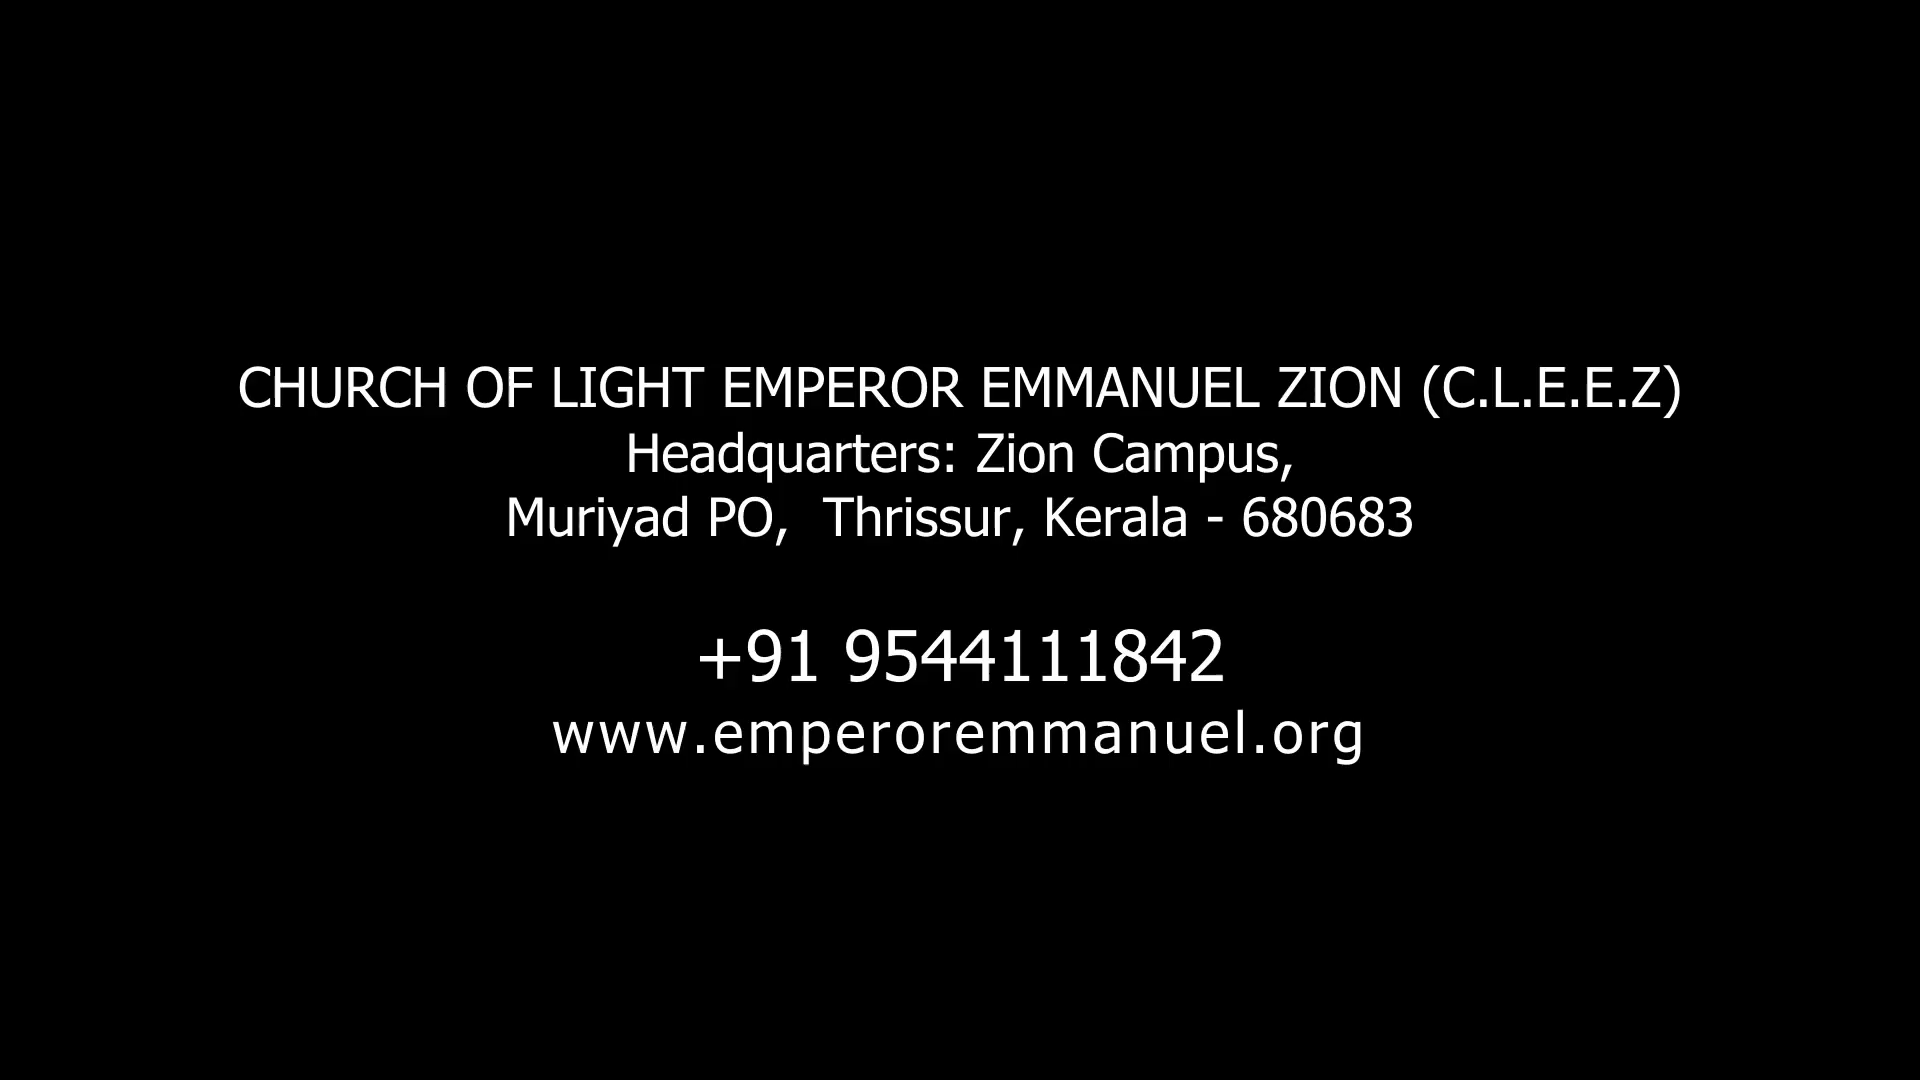 CHURCH OF LIGHT EMPEROR EMMANUEL ZION (C.L.E.E.Z)
Headquarters: Zion Campus,
Muriyad PO,  Thrissur, Kerala - 680683
+91 9544111842
www.emperoremmanuel.org